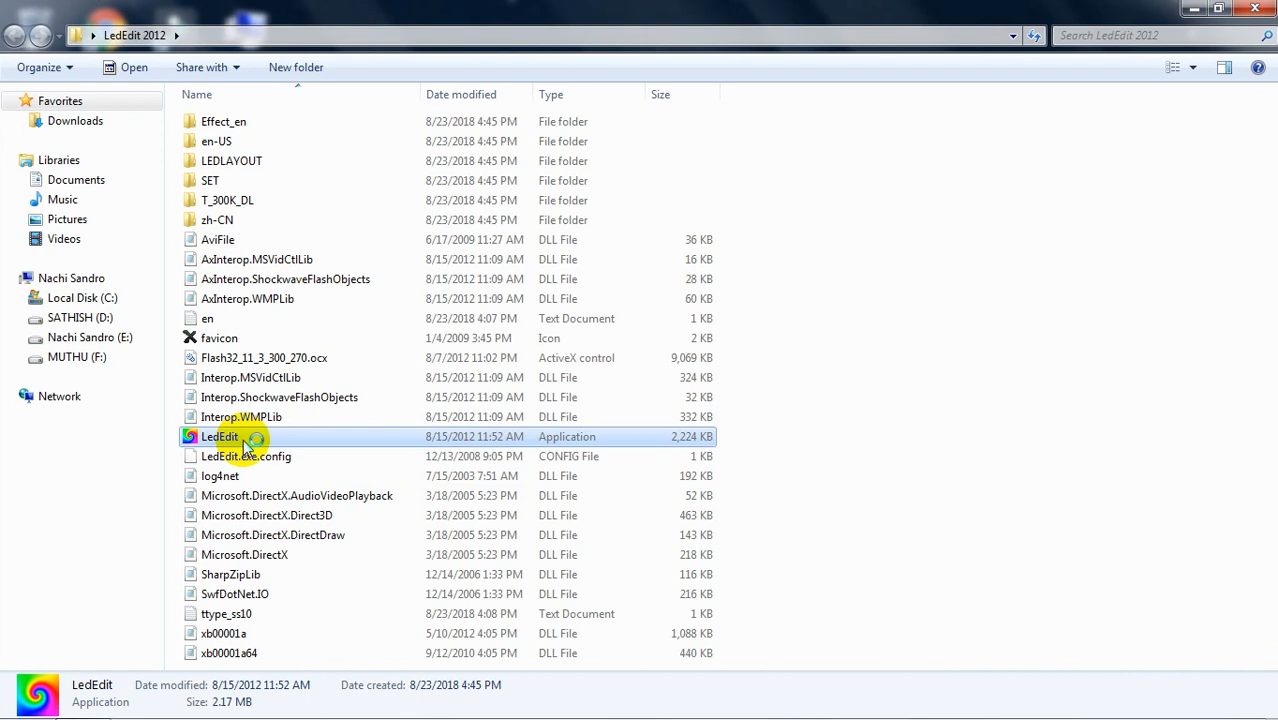 LedEdit 2012
Search LedEdit 2012
Organize Open Share with New folder
Name Date modified Type Size
Favorites
Downloads
Libraries
Documents
Music
Pictures
Videos
Nachi Sandro
Local Disk (C:)
SATHISH (D:)
Nachi Sandro (E:)
MUTHU (F:)
Network
Effect_en 8/23/2018 4:45 PM File folder
en-US 8/23/2018 4:45 PM File folder
LEDLAYOUT 8/23/2018 4:45 PM File folder
SET 8/23/2018 4:45 PM File folder
T_300K_DL 8/23/2018 4:45 PM File folder
zh-CN 8/23/2018 4:45 PM File folder
AviFile 6/17/2009 11:27 AM DLL File 36 KB
AxInterop.MSVidCtlLib 8/15/2012 11:09 AM DLL File 16 KB
AxInterop.ShockwaveFlashObjects 8/15/2012 11:09 AM DLL File 28 KB
AxInterop.WMPLib 8/15/2012 11:09 AM DLL File 60 KB
en 8/23/2018 4:07 PM Text Document 1 KB
favicon 1/4/2009 3:45 PM Icon 2 KB
Flash32_11_3_300_270.ocx 8/7/2012 11:02 PM ActiveX control 9,069 KB
Interop.MSVidCtlLib 8/15/2012 11:09 AM DLL File 324 KB
Interop.ShockwaveFlashObjects 8/15/2012 11:09 AM DLL File 32 KB
Interop.WMPLib 8/15/2012 11:09 AM DLL File 332 KB
LedEdit 8/15/2012 11:52 AM Application 2,224 KB
LedEdit.exe.config 12/13/2008 9:05 PM CONFIG File 1 KB
log4net 7/15/2003 7:51 AM DLL File 192 KB
Microsoft.DirectX.AudioVideoPlayback 3/18/2005 5:23 PM DLL File 52 KB
Microsoft.DirectX.Direct3D 3/18/2005 5:23 PM DLL File 463 KB
Microsoft.DirectX.DirectDraw 3/18/2005 5:23 PM DLL File 143 KB
Microsoft.DirectX 3/18/2005 5:23 PM DLL File 218 KB
SharpZipLib 12/14/2006 1:33 PM DLL File 116 KB
SwfDotNet.IO 12/14/2006 1:33 PM DLL File 216 KB
ttype_ss10 8/23/2018 4:08 PM Text Document 1 KB
xb00001a 5/10/2012 4:05 PM DLL File 1,088 KB
xb00001a64 9/12/2010 4:05 PM DLL File 440 KB
LedEdit Date modified: 8/15/2012 11:52 AM Date created: 8/23/2018 4:45 PM
Application Size: 2.17 MB